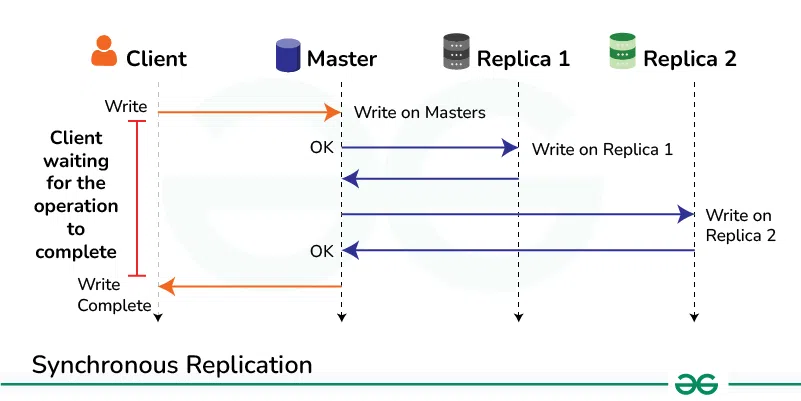 Client
Master
Replica 1
Replica 2
Write
Write on Masters
Client
waiting
for the
operation
to
complete
OK
Write on Replica 1
Write on
Replica 2
OK
Write
Complete
Synchronous Replication